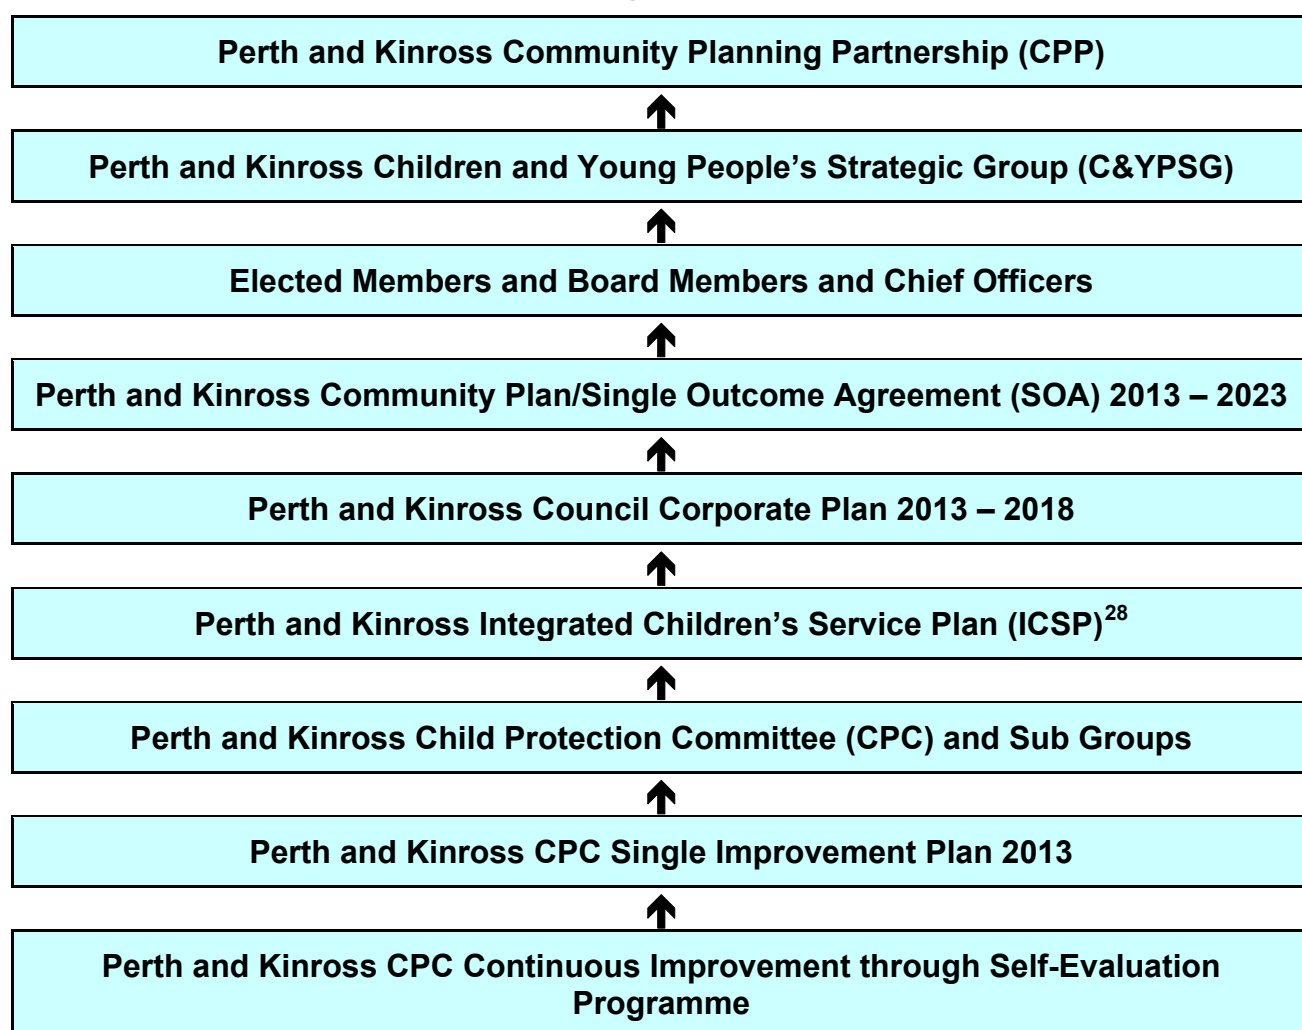 Perth and Kinross Community Planning Partnership (CPP)
Perth and Kinross Children and Young People’s Strategic Group (C&YPSG)
Elected Members and Board Members and Chief Officers
Perth and Kinross Community Plan/Single Outcome Agreement (SOA) 2013 – 2023
Perth and Kinross Council Corporate Plan 2013 – 2018
Perth and Kinross Integrated Children’s Service Plan (ICSP)28
Perth and Kinross Child Protection Committee (CPC) and Sub Groups
Perth and Kinross CPC Single Improvement Plan 2013
Perth and Kinross CPC Continuous Improvement through Self-Evaluation
Programme